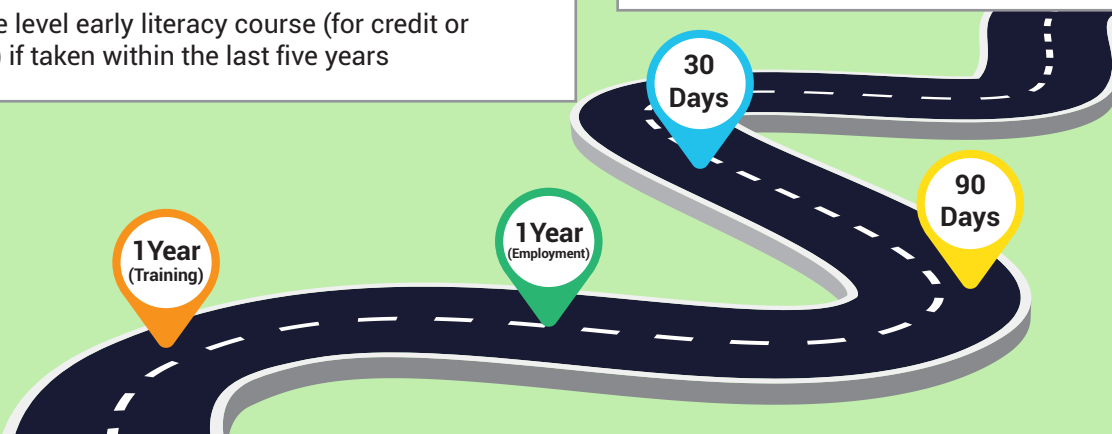 level early literacy course (for credit or
if taken within the last five years
30
Days
90
Days
1Year
(Training)
1Year
(Employment)